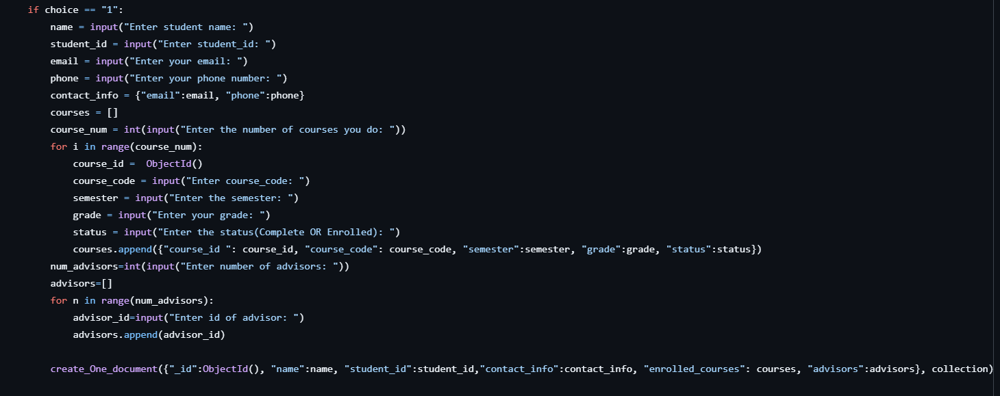 if choice == "1":
name = input("Enter student name: ")
student_id = input("Enter student_id: ")
email = input("Enter your email: ")
phone = input("Enter your phone number: ")
contact_info = {"email":email, "phone":phone}
courses = []
course_num = int(input("Enter the number of courses you do: "))
for i in range(course_num):
course_id =  ObjectId()
course_code = input("Enter course_code: ")
semester = input("Enter the semester: ")
grade = input("Enter your grade: ")
status = input("Enter the status(Complete OR Enrolled): ")
courses.append({"course_id ": course_id, "course_code": course_code, "semester":semester, "grade":grade, "status":status})
num_advisors=int(input("Enter number of advisors: "))
advisors=[]
for n in range(num_advisors):
advisor_id=input("Enter id of advisor: ")
advisors.append(advisor_id)
create_One_document({"_id":ObjectId(), "name":name, "student_id":student_id,"contact_info":contact_info, "enrolled_courses": courses, "advisors":advisors}, collection)